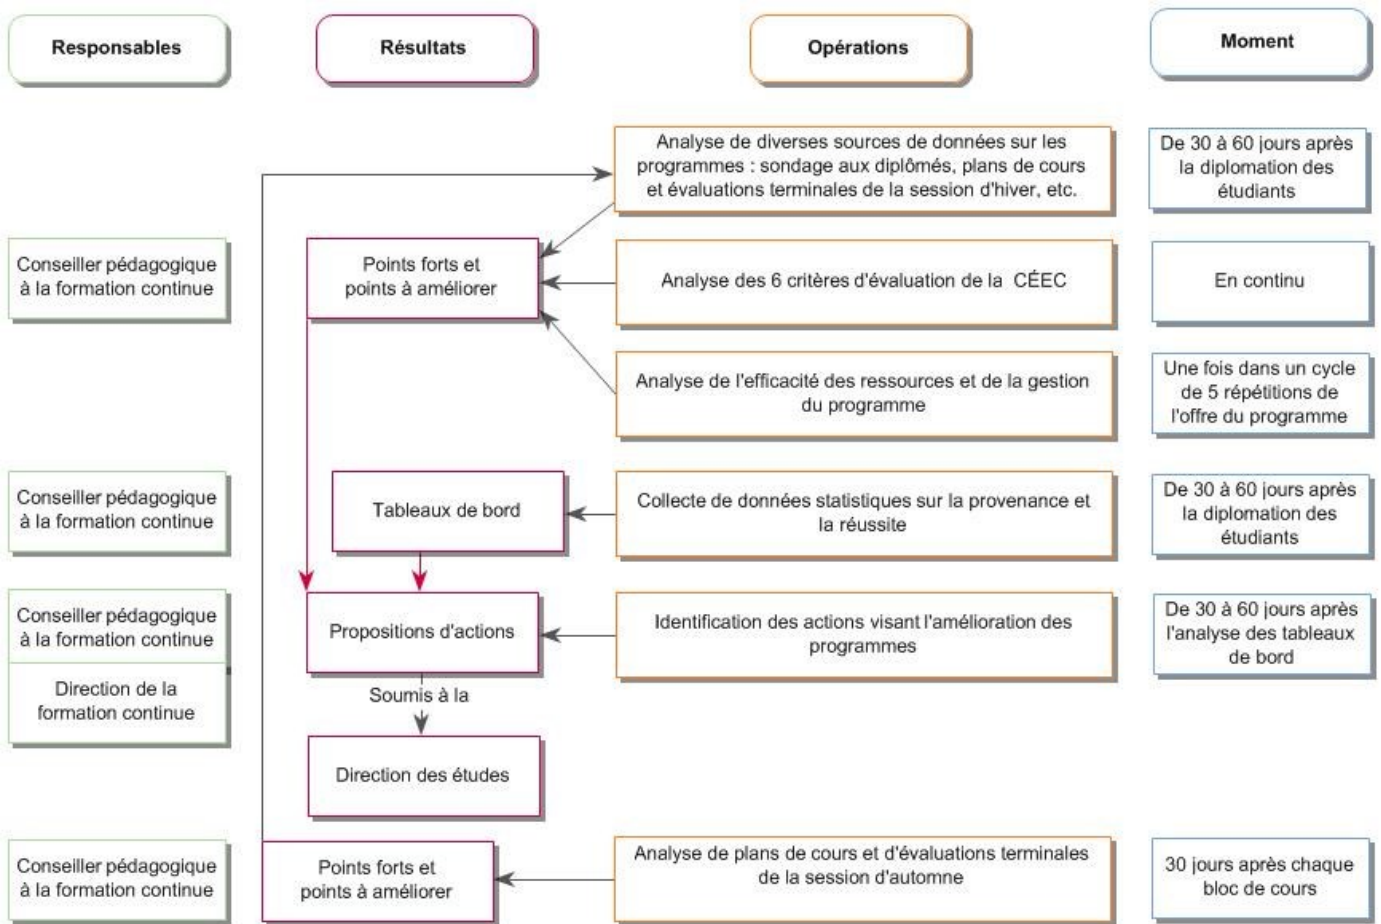 Responsables
Résultats
Opérations
Moment
Analyse de diverses sources de données sur les
programmes : sondage aux diplômés, plans de cours
et évaluations terminales de la session d'hiver, etc.
De 30 à 60 jours après
la diplomation des
étudiants
Conseiller pédagogique
à la formation continue
Points forts et
points à améliorer
Analyse des 6 critères d'évaluation de la CÉEC
En continu
Analyse de l'efficacité des ressources et de la gestion
du programme
Une fois dans un cycle
de 5 répétitions de
l'offre du programme
Conseiller pédagogique
à la formation continue
Tableaux de bord
Collecte de données statistiques sur la provenance et
la réussite
De 30 à 60 jours après
la diplomation des
étudiants
Conseiller pédagogique
à la formation continue
Direction de la
formation continue
Propositions d'actions
Identification des actions visant l'amélioration des
programmes
De 30 à 60 jours après
l'analyse des tableaux
de bord
Soumis à la
Direction des études
Conseiller pédagogique
à la formation continue
Points forts et
points à améliorer
Analyse de plans de cours et d'évaluations terminales
de la session d'automne
30 jours après chaque
bloc de cours